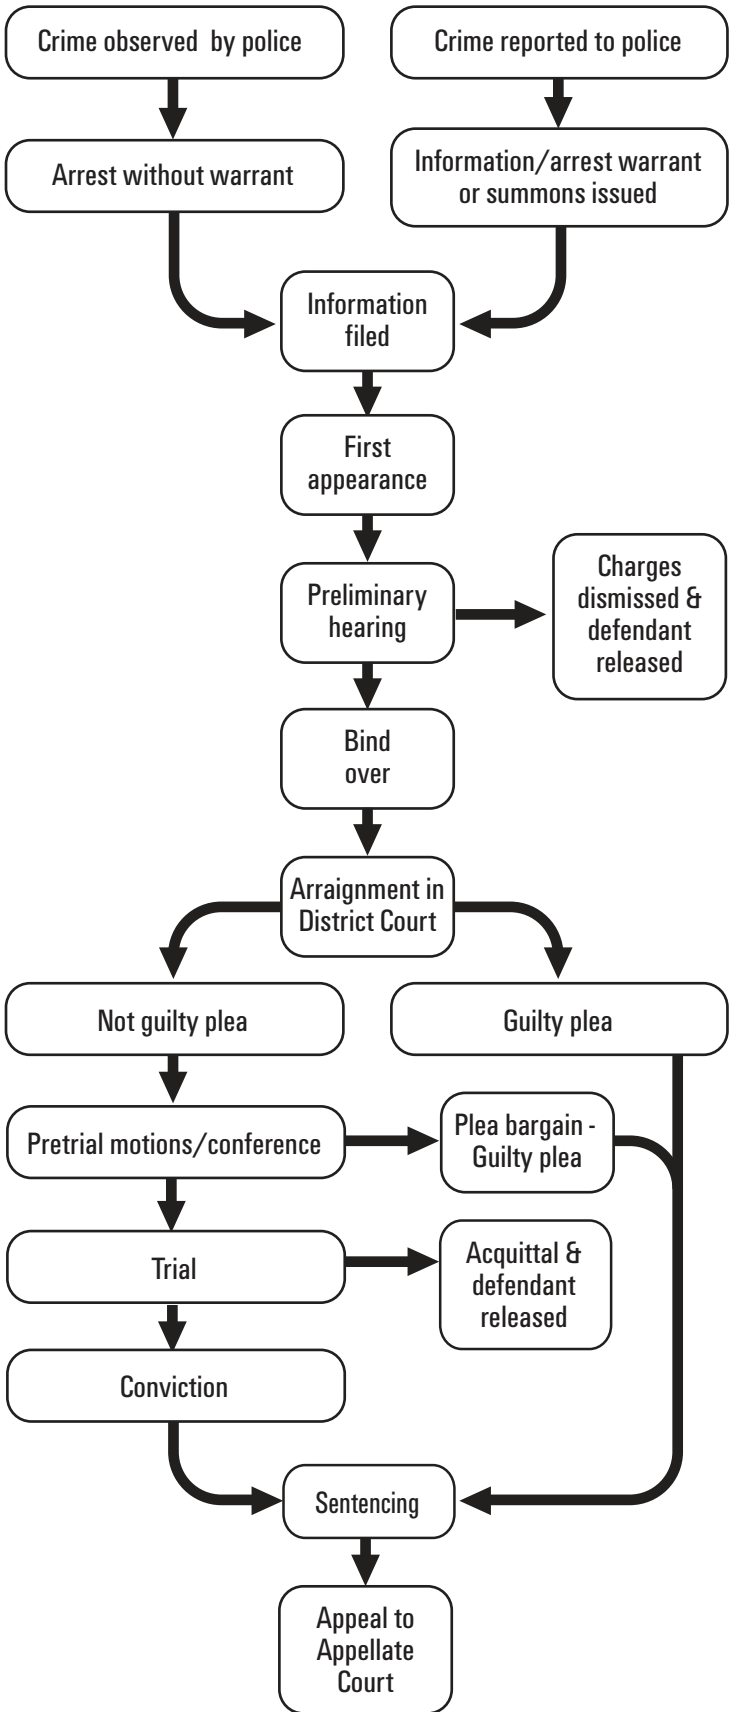 Crime observed by police
Crime reported to police
Arrest without warrant
Information/arrest warrant
or summons issued
Information
filed
First
appearance
Preliminary
hearing
Charges
dismissed &
defendant
released
Bind
over
Arraignment in
District Court
Not guilty plea
Guilty plea
Pretrial motions/conference
Plea bargain -
Guilty plea
Trial
Acquittal &
defendant
released
Conviction
Sentencing
Appeal to
Appellate
Court